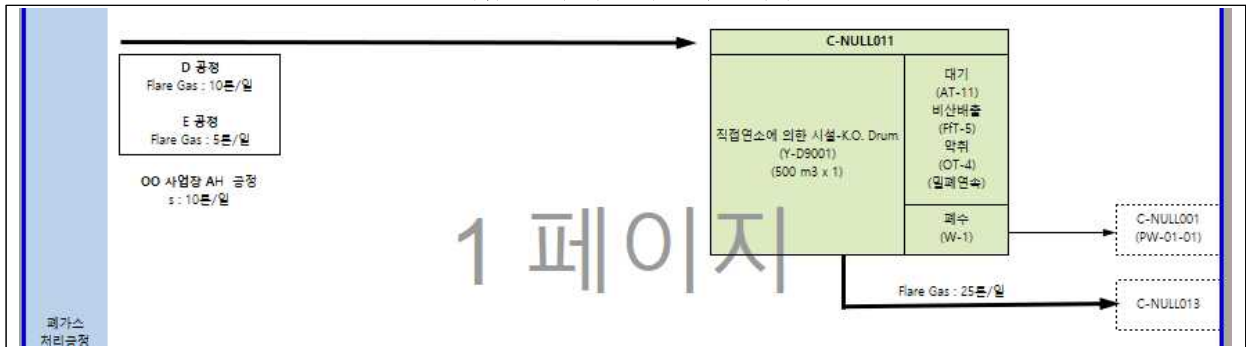 C-NULL011
D 공정
Flare Gas : 10톤/일
E 공정
Flare Gas : 5톤/일
OO 사업장 AH 공정
s : 10톤/일
직접연소에 의한 시설-K.O. Drum
(Y-D9001)
(500 m3 x 1)
대기
(AT-11)
비산배출
(FfT-5)
악취
(OT-4)
(밀폐연속)
폐수
(W-1)
C-NULL001
(PW-01-01)
1 페이지
Flare Gas : 25톤/일
C-NULL013
폐가스
처리공정